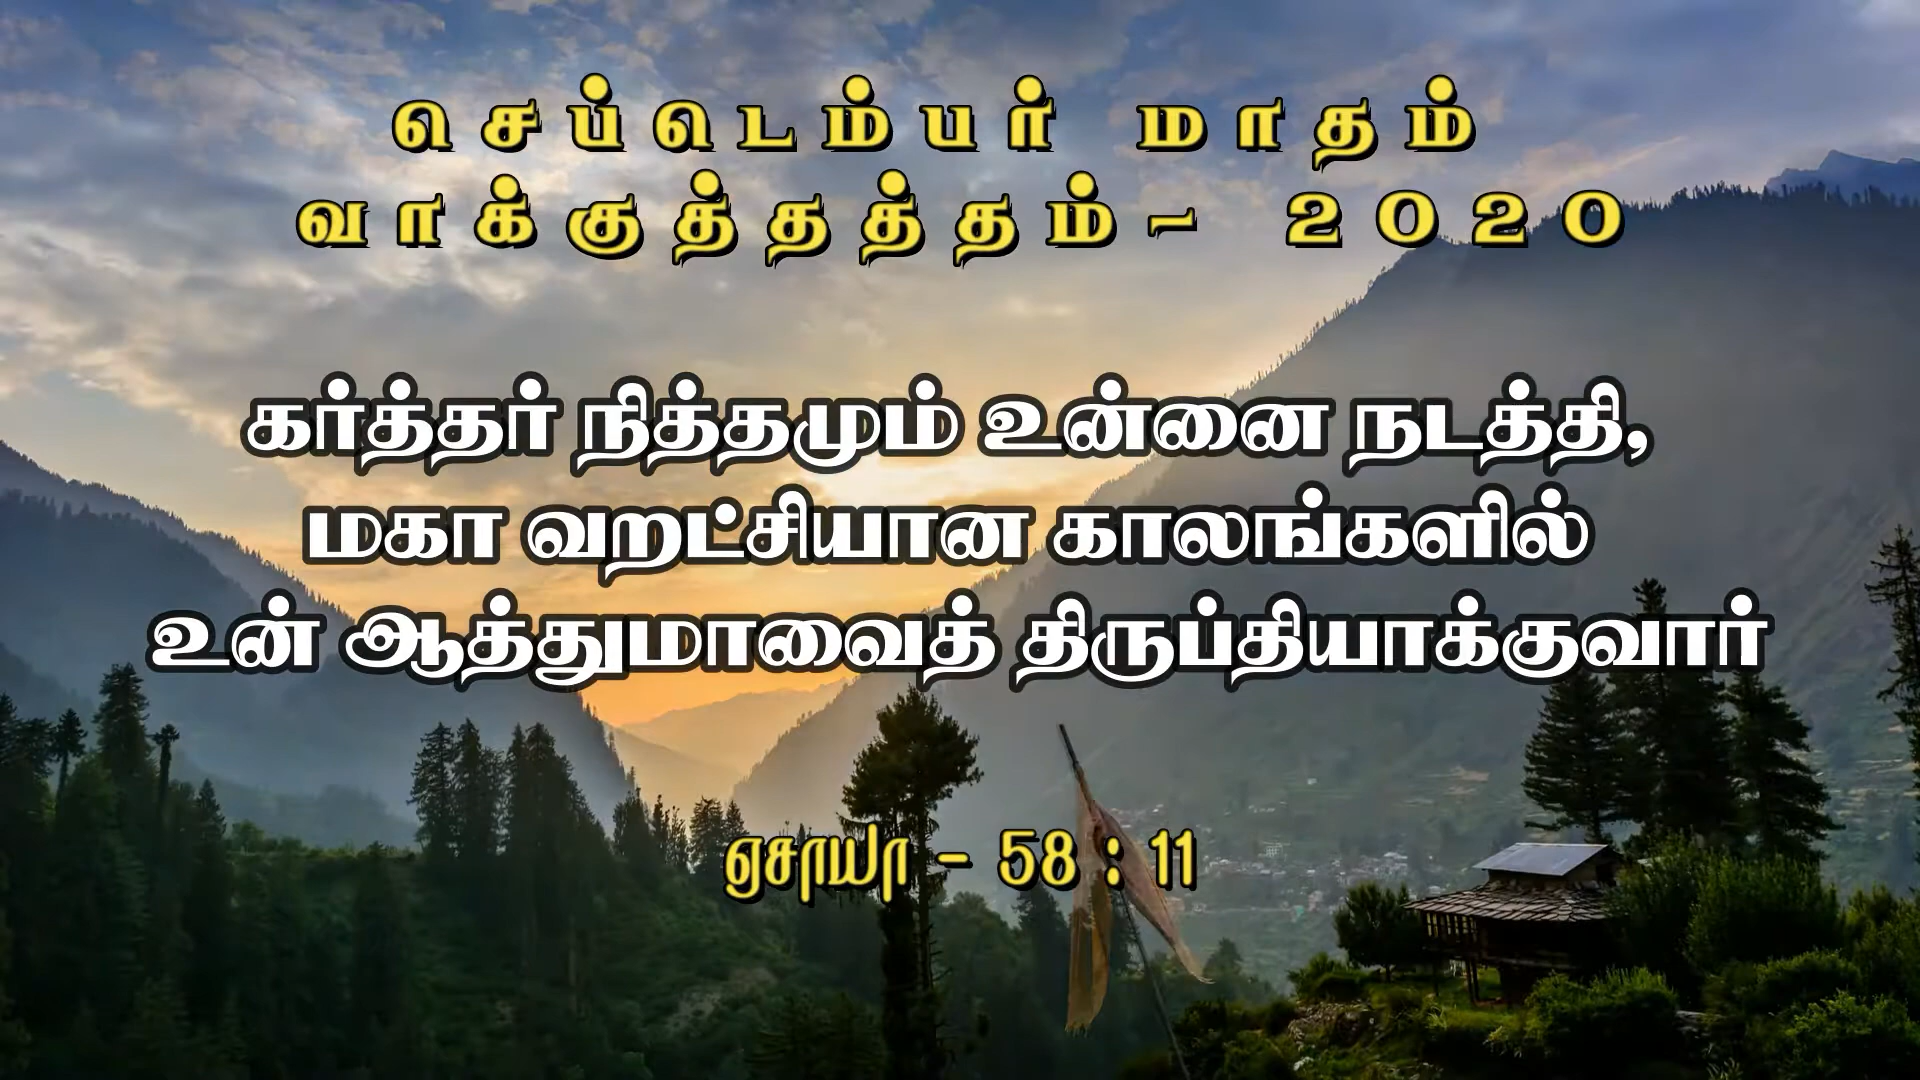 செப்டெம்பர் மாதம்
வாக்குத்தத்தம்- 2020
கர்த்தர் நித்தமும் உன்னை நடத்தி,
மகா வறட்சியான காலங்களில்
உன் ஆத்துமாவைத் திருப்தியாக்குவார்
ஏசாயா - 58 : 11